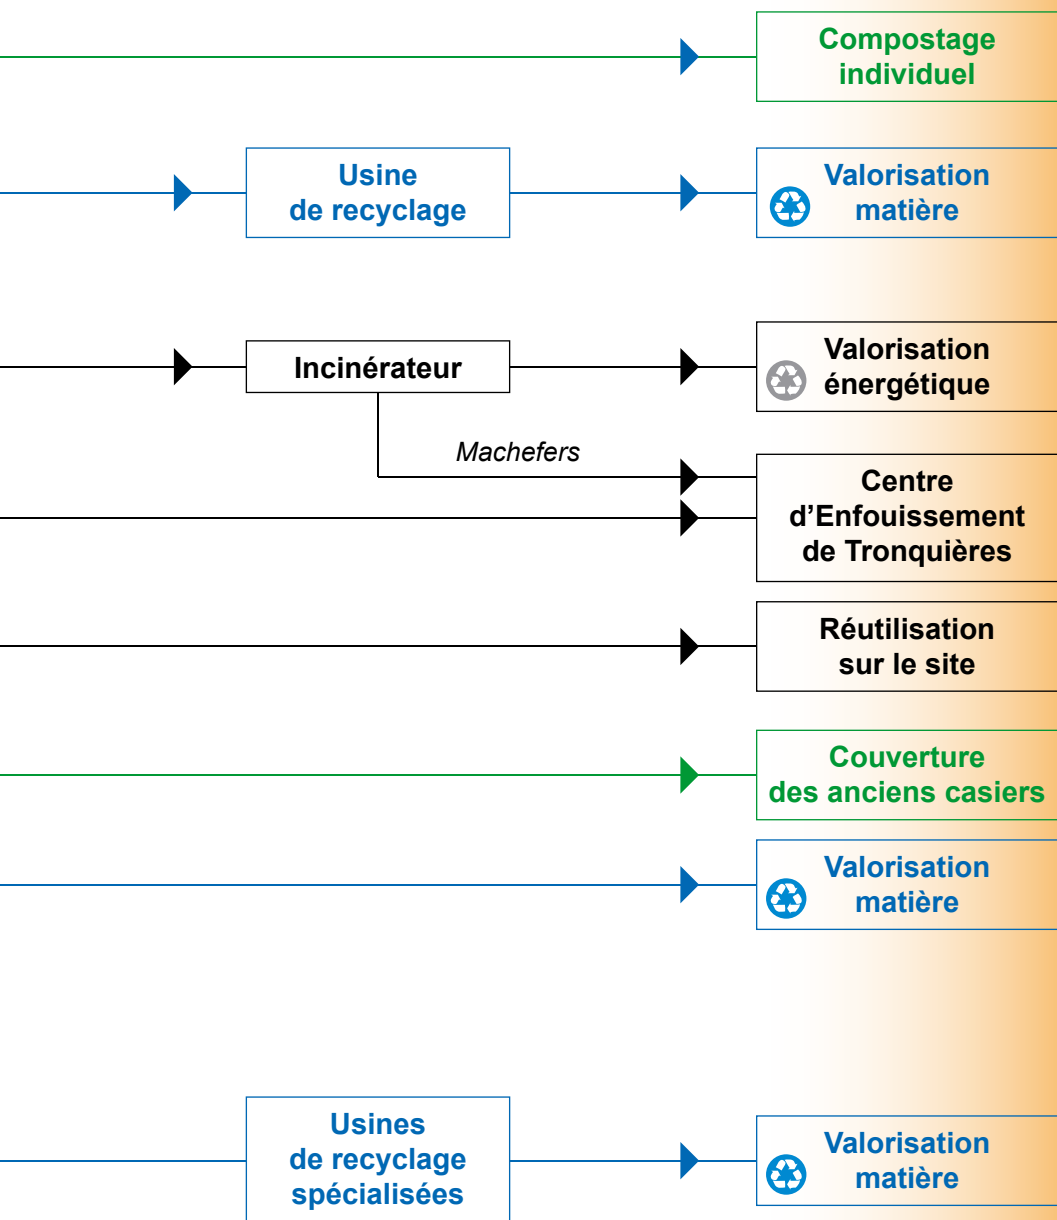 Compostage
individuel
Usine
de recyclage
Valorisation
matière
Incinérateur
Valorisation
énergétique
Machefers
Centre
d'Enfouissement
de Tronquières
Réutilisation
sur le site
Couverture
des anciens casiers
Valorisation
matière
Usines
de recyclage
spécialisées
Valorisation
matière